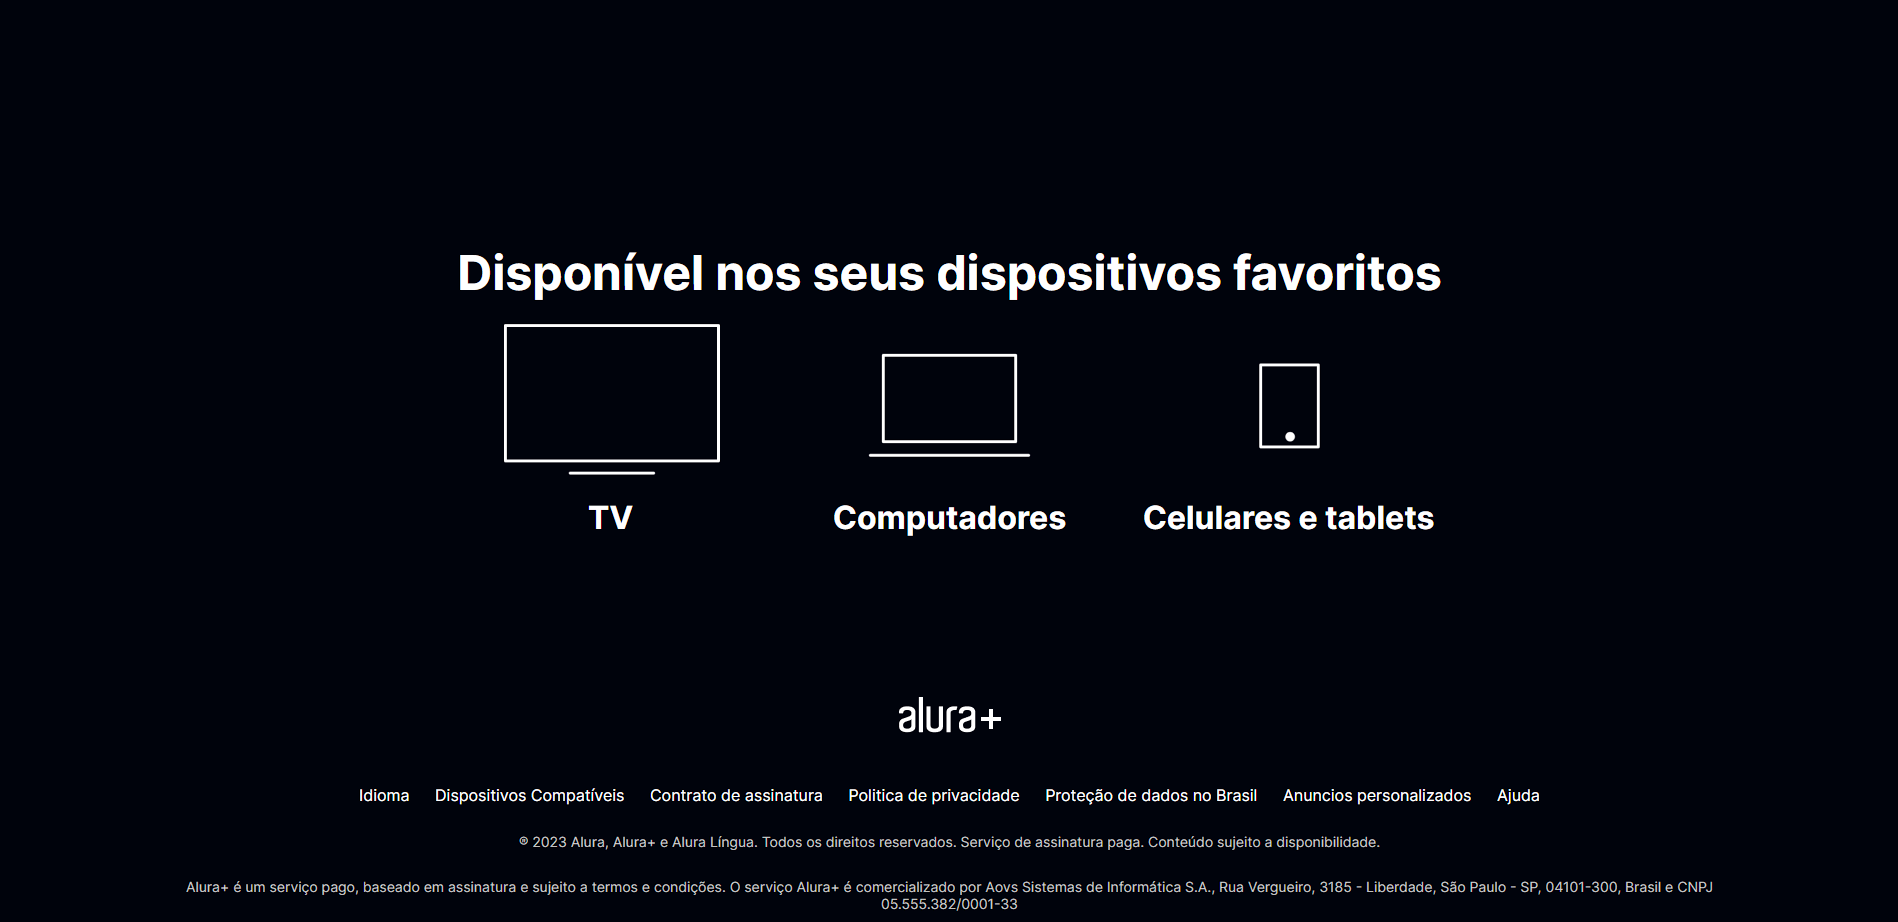 Disponível nos seus dispositivos favoritos
TV
Computadores
Celulares e tablets
alura+
Idioma Dispositivos Compatíveis Contrato de assinatura Politica de privacidade Proteção de dados no Brasil Anuncios personalizados Ajuda
® 2023 Alura, Alura+ e Alura Língua. Todos os direitos reservados. Serviço de assinatura paga. Conteúdo sujeito a disponibilidade.
Alura+ é um serviço pago, baseado em assinatura e sujeito a termos e condições. O serviço Alura+ é comercializado por Aovs Sistemas de Informática S.A., Rua Vergueiro, 3185 - Liberdade, São Paulo - SP, 04101-300, Brasil e CNPJ
05.555.382/0001-33